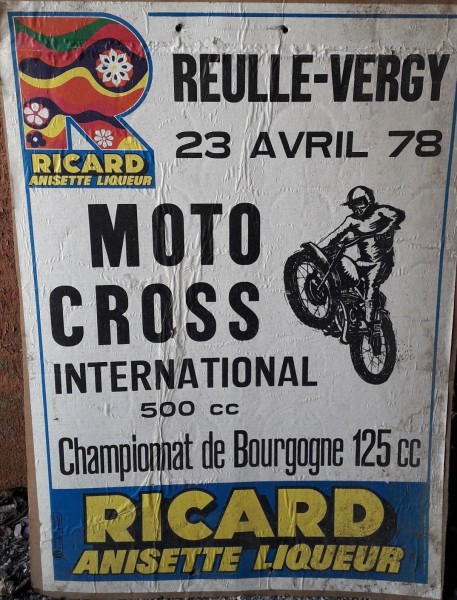 RICARD
ANISETTE LIQUEUR
REULLE-VERGY
23 AVRIL 78
MOTO
CROSS
INTERNATIONAL
500 cc
Championnat de Bourgogne 125 cc
RICARD
ANISETTE LIQUEUR